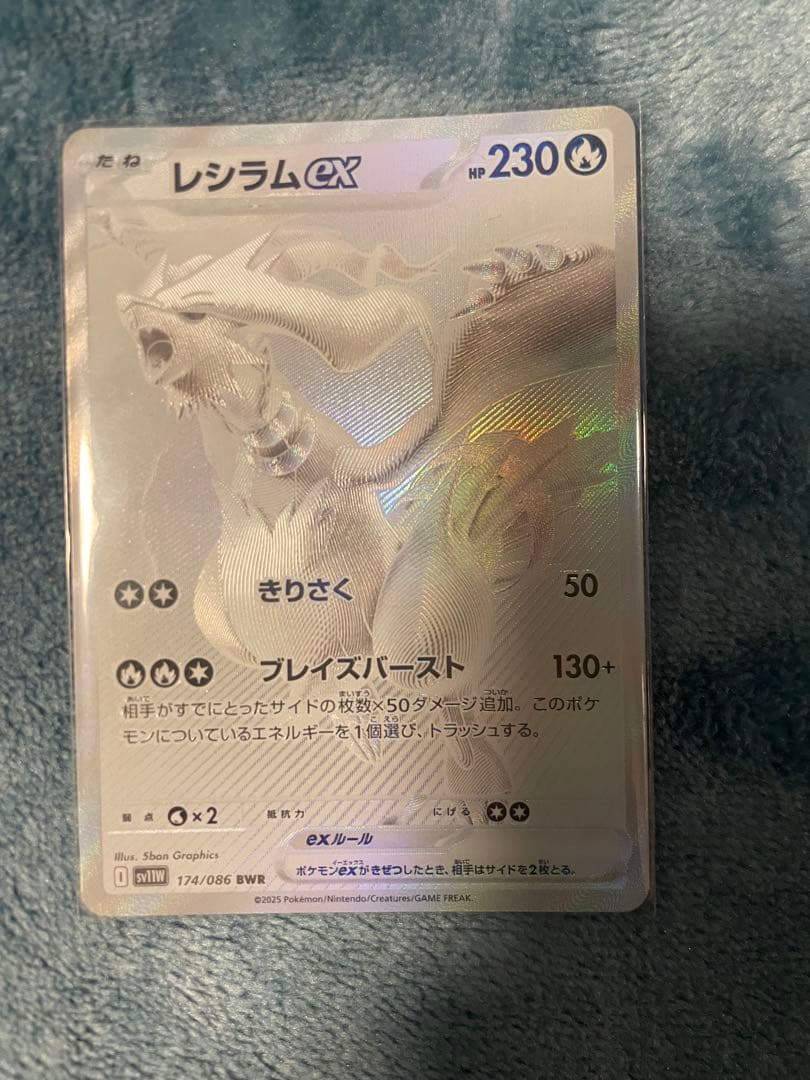 たね レシラムex HP 230
きりさく 50
ブレイズバースト 130+
相手がすでにとったサイドの枚数×50ダメージ追加。このポケ
モンについているエネルギーを1個選び、トラッシュする。
弱点 ×2 抵抗力 にげる
exルール
ポケモンexがきぜつしたとき、相手はサイドを2枚とる。
Illus. 5ban Graphics
I sv11W 174/086 BWR
©2025 Pokémon/Nintendo/Creatures/GAME FREAK.